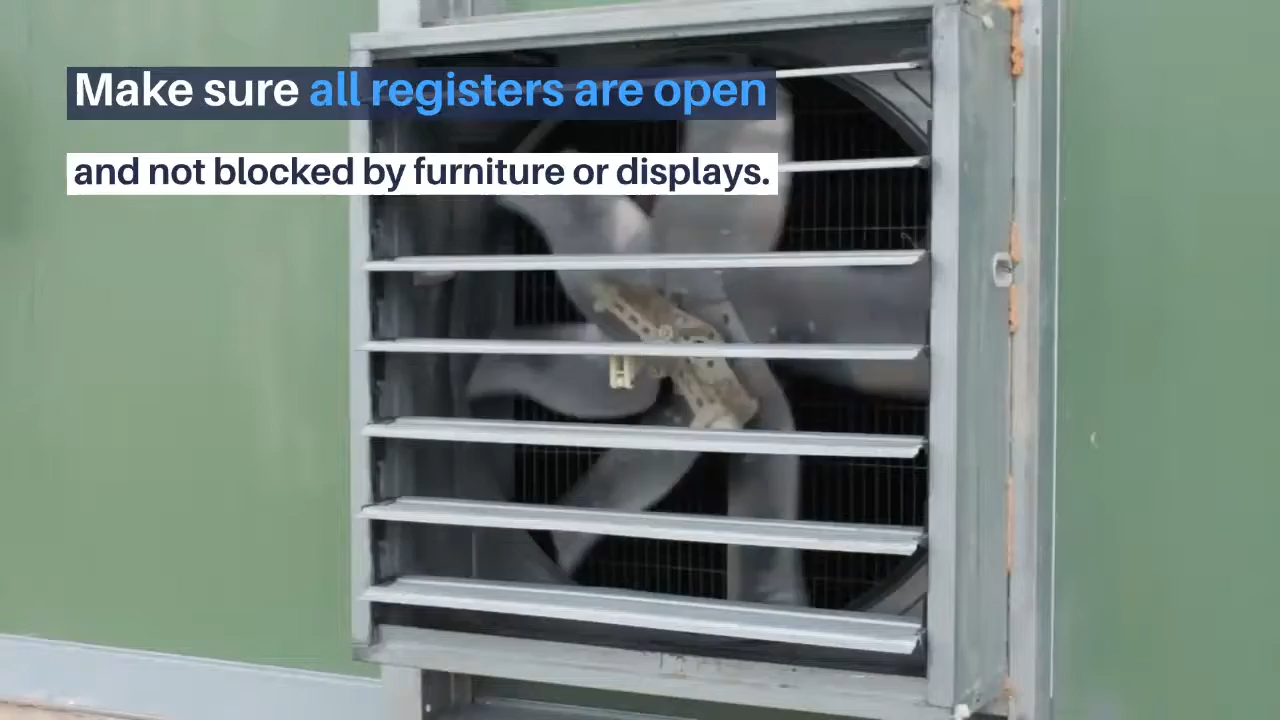 Make sure all registers are open
and not blocked by furniture or displays.